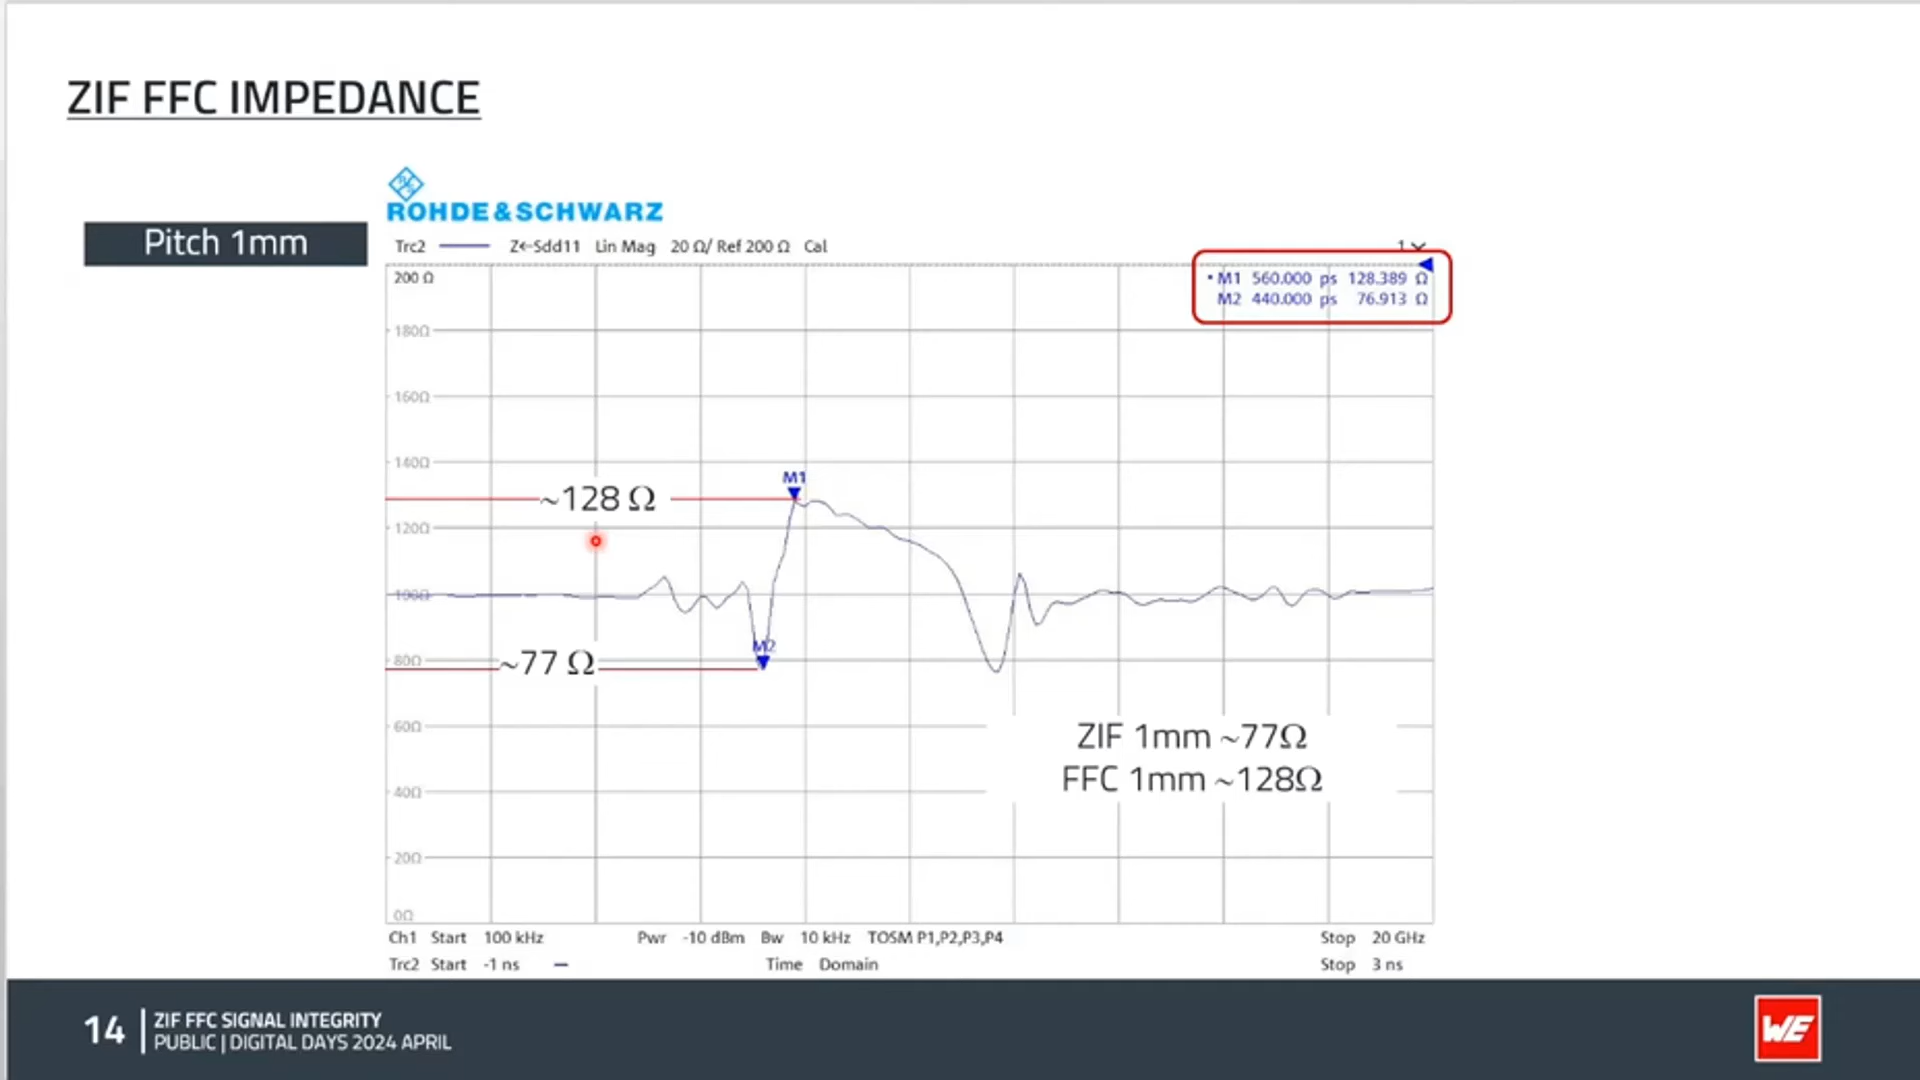 ZIF FFC IMPEDANCE
Pitch 1mm
ROHDE&SCHWARZ
Trc2 Z<-Sdd11 Lin Mag 20 Ω/ Ref 200 Ω Cal
1
200 Ω
• M1 560.000 ps 128.389 Ω
M2 440.000 ps 76.913 Ω
180Ω
160Ω
140Ω
M1
~128 Ω
120Ω
100Ω
M2
80Ω
~77 Ω
60Ω
ZIF 1mm ~77Ω
FFC 1mm ~128Ω
40Ω
20Ω
0Ω
Ch1 Start 100 kHz Pwr -10 dBm Bw 10 kHz TOSM P1,P2,P3,P4 Stop 20 GHz
Trc2 Start -1 ns Time Domain Stop 3 ns
14
ZIF FFC SIGNAL INTEGRITY
PUBLIC | DIGITAL DAYS 2024 APRIL
WE